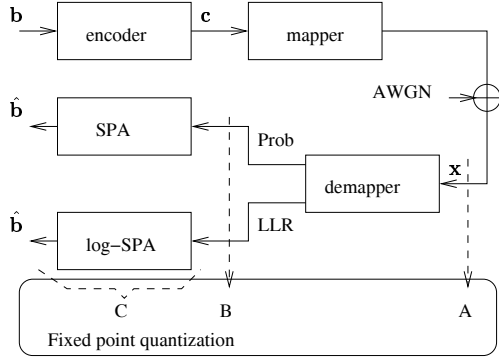 b
encoder
c
mapper
AWGN
b̂
SPA
Prob
x
demapper
b̂
log−SPA
LLR
C
B
A
Fixed point quantization